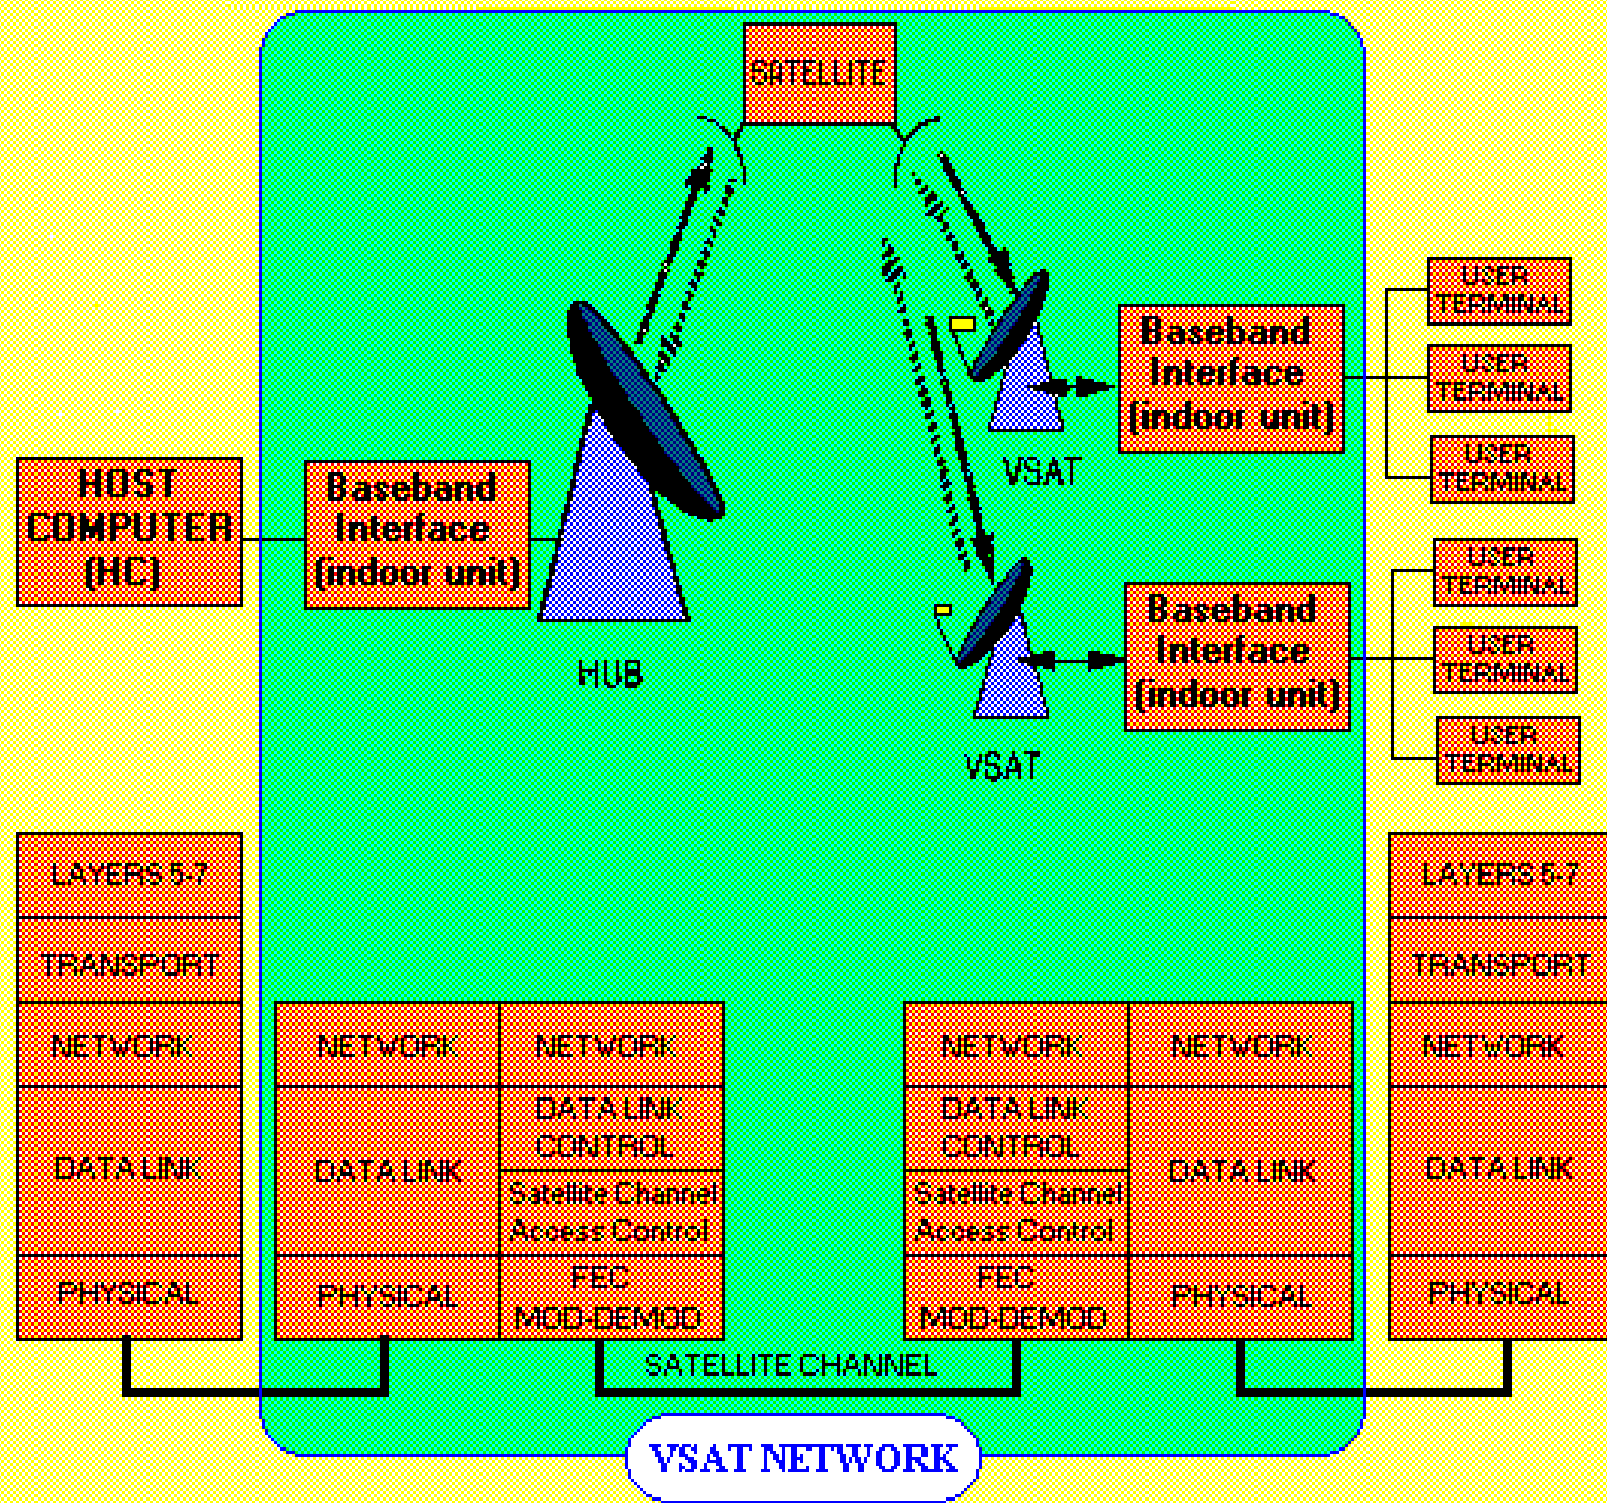 SATELLITE
USER
TERMINAL
USER
TERMINAL
USER
TERMINAL
Baseband
Interface
(indoor unit)
VSAT
HOST
COMPUTER
(HC)
Baseband
Interface
(indoor unit)
HUB
Baseband
Interface
(indoor unit)
VSAT
USER
TERMINAL
USER
TERMINAL
USER
TERMINAL
LAYERS 5-7
TRANSPORT
NETWORK
DATA LINK
PHYSICAL
NETWORK
DATA LINK
PHYSICAL
NETWORK
DATA LINK
CONTROL
Satellite Channel
Access Control
FEC
MOD-DEMOD
NETWORK
DATA LINK
CONTROL
Satellite Channel
Access Control
FEC
MOD-DEMOD
NETWORK
DATA LINK
PHYSICAL
LAYERS 5-7
TRANSPORT
NETWORK
DATA LINK
PHYSICAL
SATELLITE CHANNEL
VSAT NETWORK